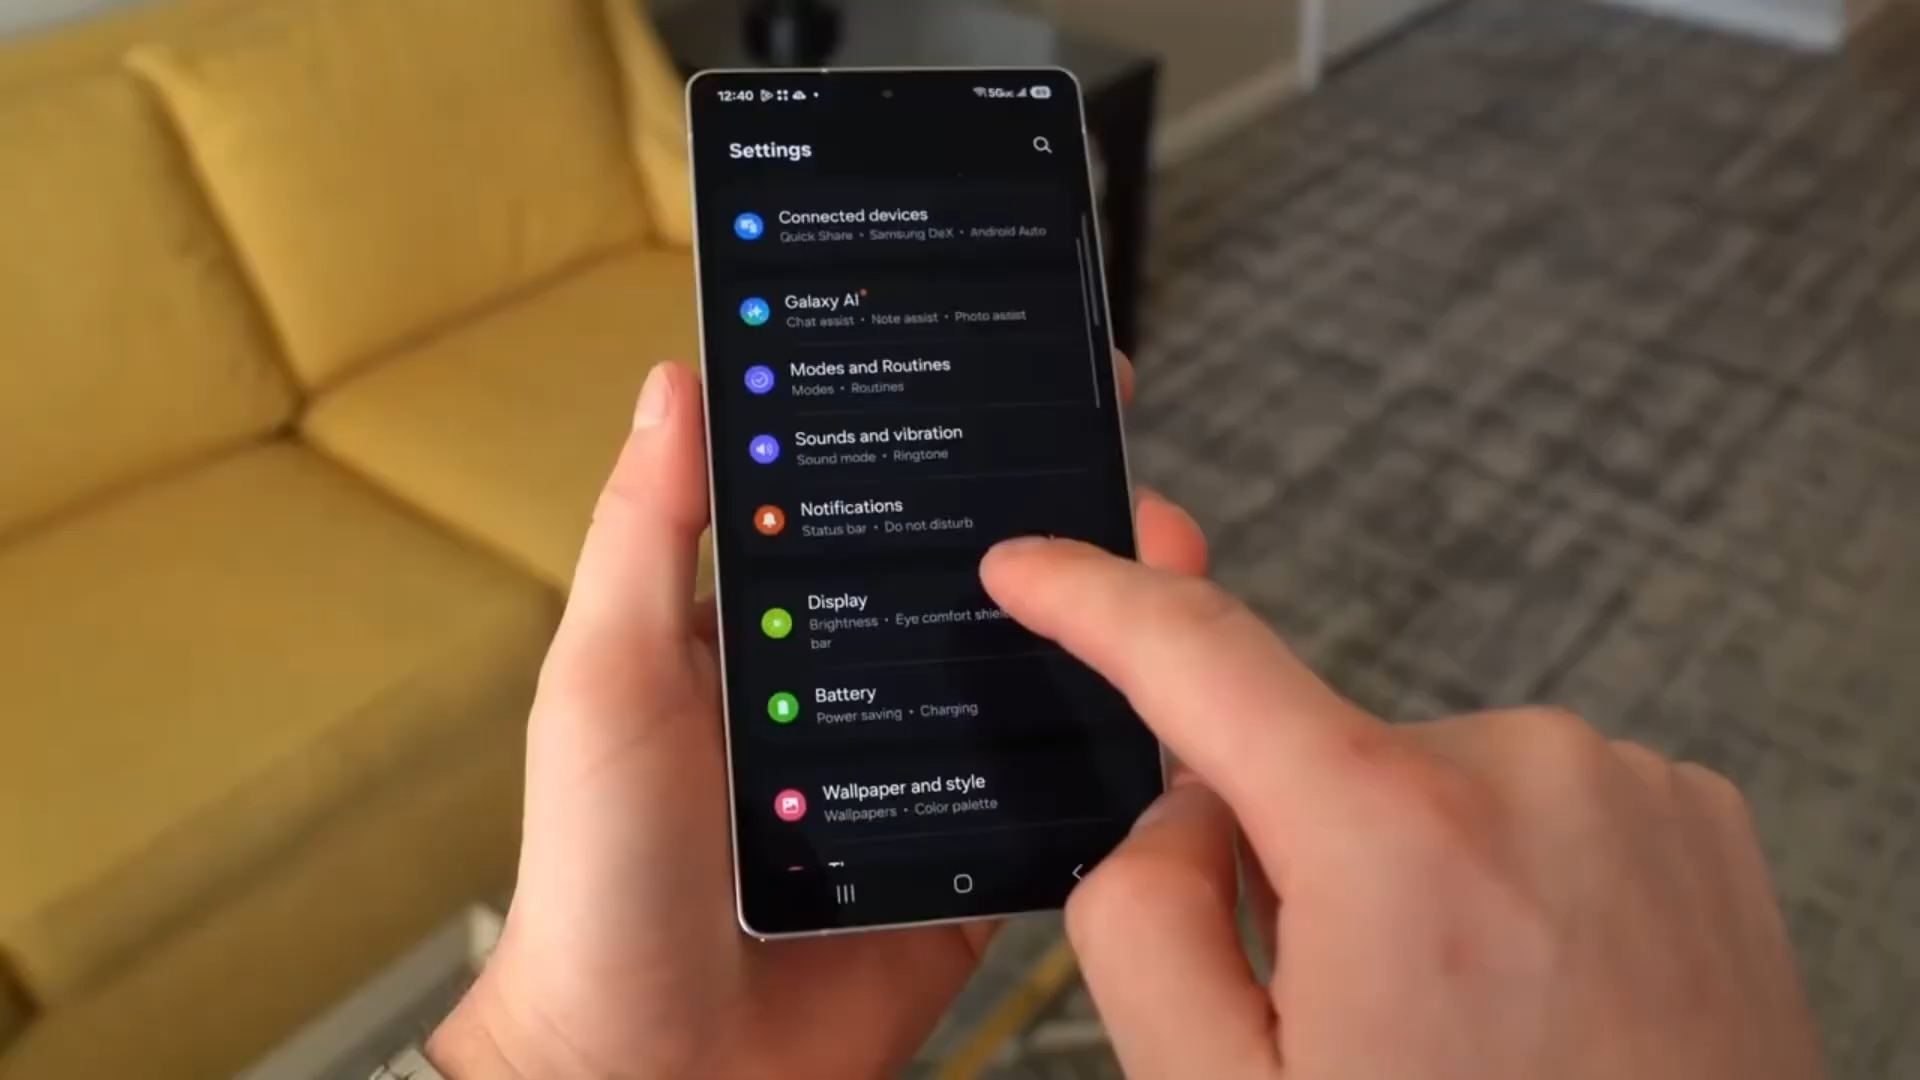 12:40 5G
Settings
Connected devices
Quick Share • Samsung DeX • Android Auto
Galaxy AI
Chat assist • Note assist • Photo assist
Modes and Routines
Modes • Routines
Sounds and vibration
Sound mode • Ringtone
Notifications
Status bar • Do not disturb
Display
Brightness • Eye comfort
bar
Battery
Power saving • Charging
Wallpaper and style
Wallpapers • Color palette